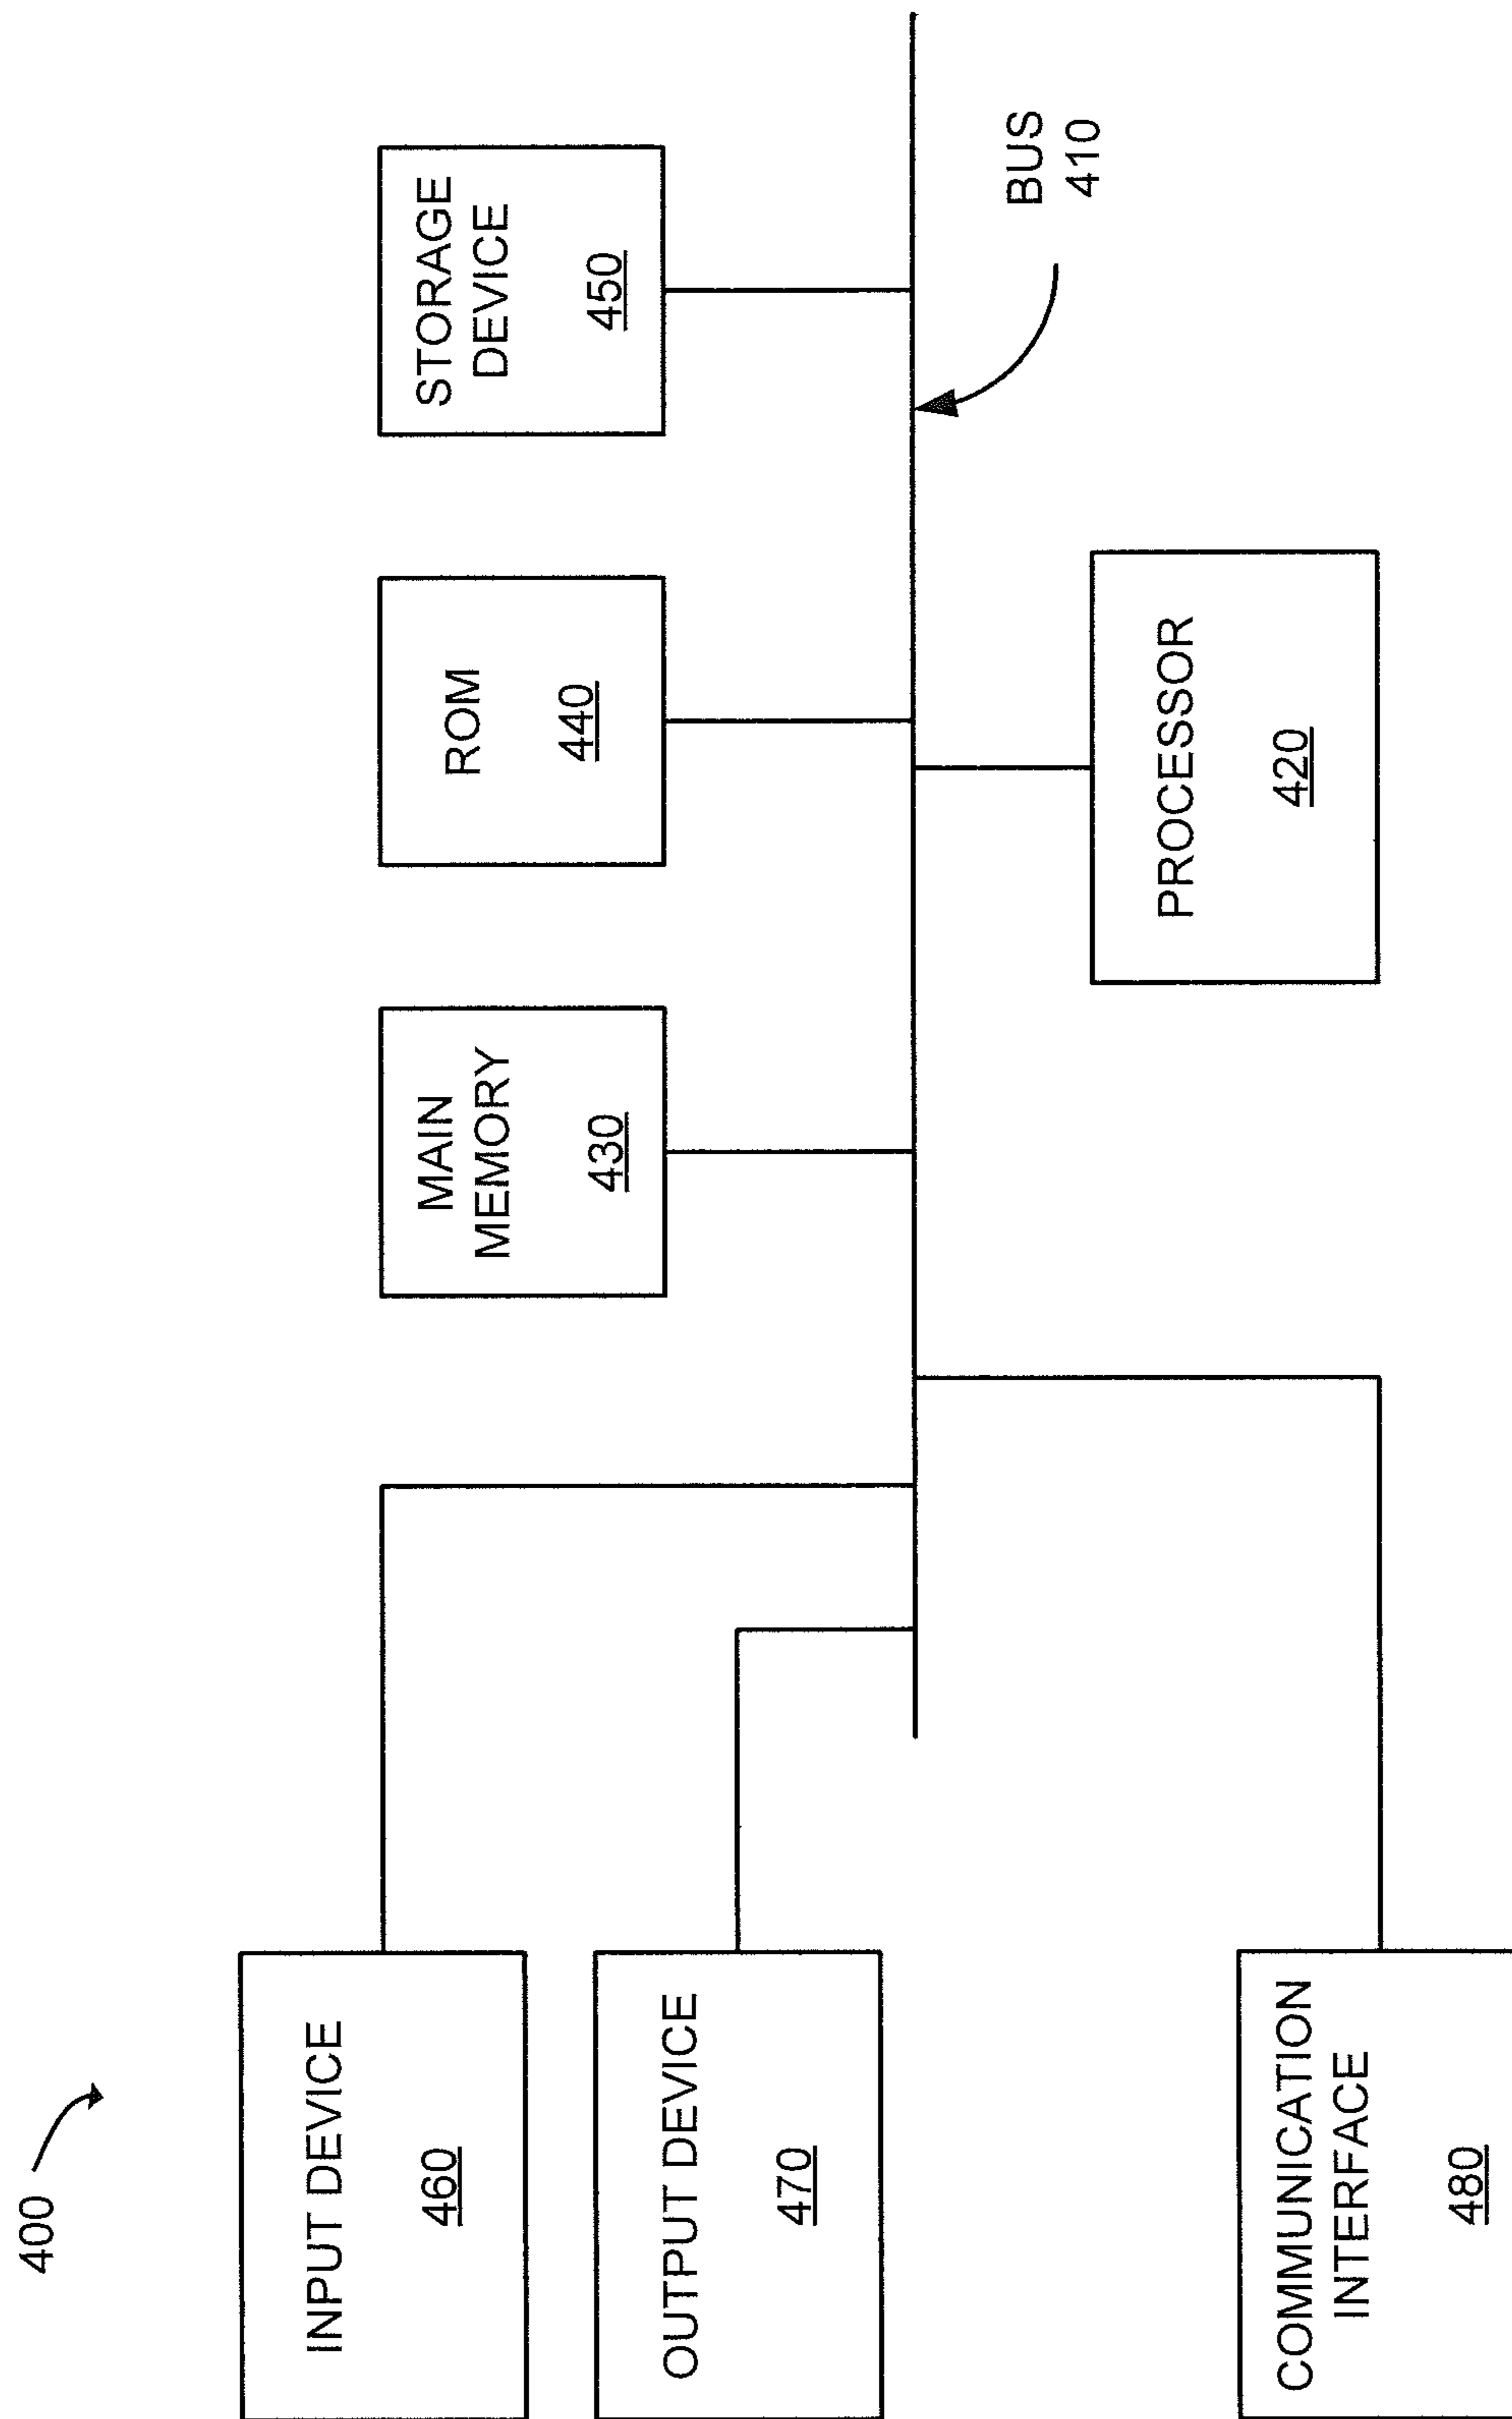 400
INPUT DEVICE
460
OUTPUT DEVICE
470
COMMUNICATION
INTERFACE
480
MAIN
MEMORY
430
ROM
440
STORAGE
DEVICE
450
PROCESSOR
420
BUS
410